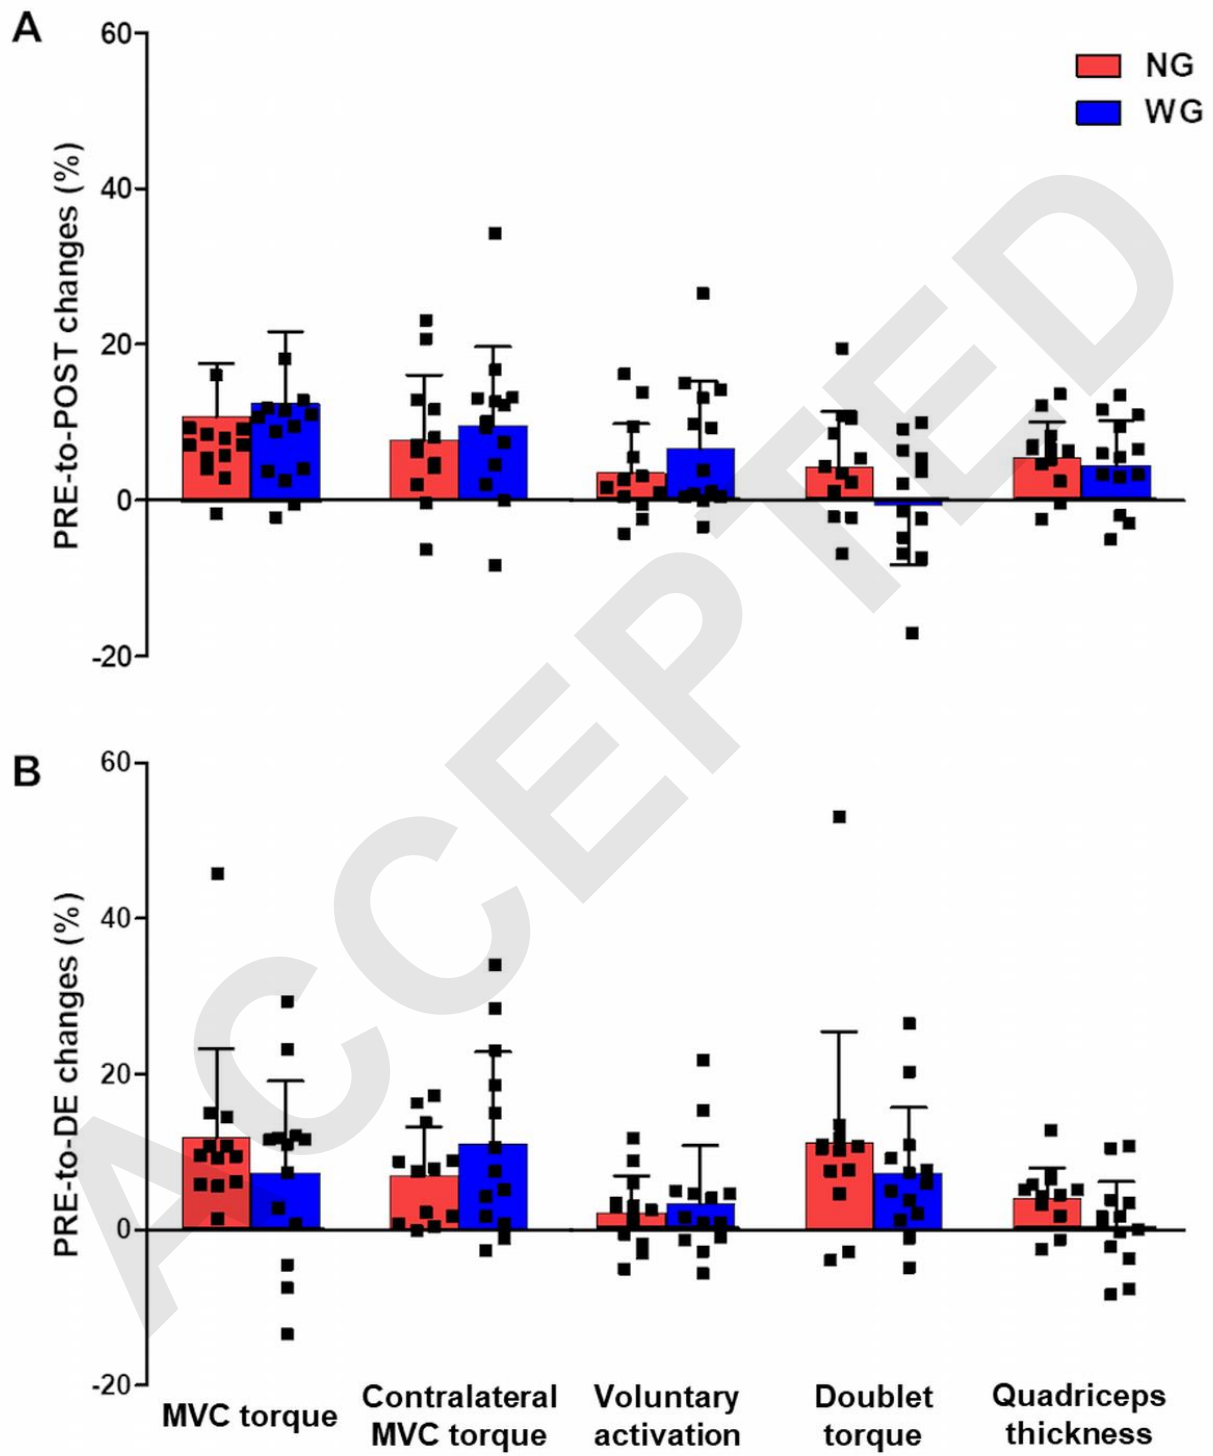 A
60
NG
WG
40
20
0
-20
PRE-to-POST changes (%)
B
60
40
20
0
-20
PRE-to-DE changes (%)
MVC torque
Contralateral
MVC torque
Voluntary
activation
Doublet
torque
Quadriceps
thickness
ACCEPTED